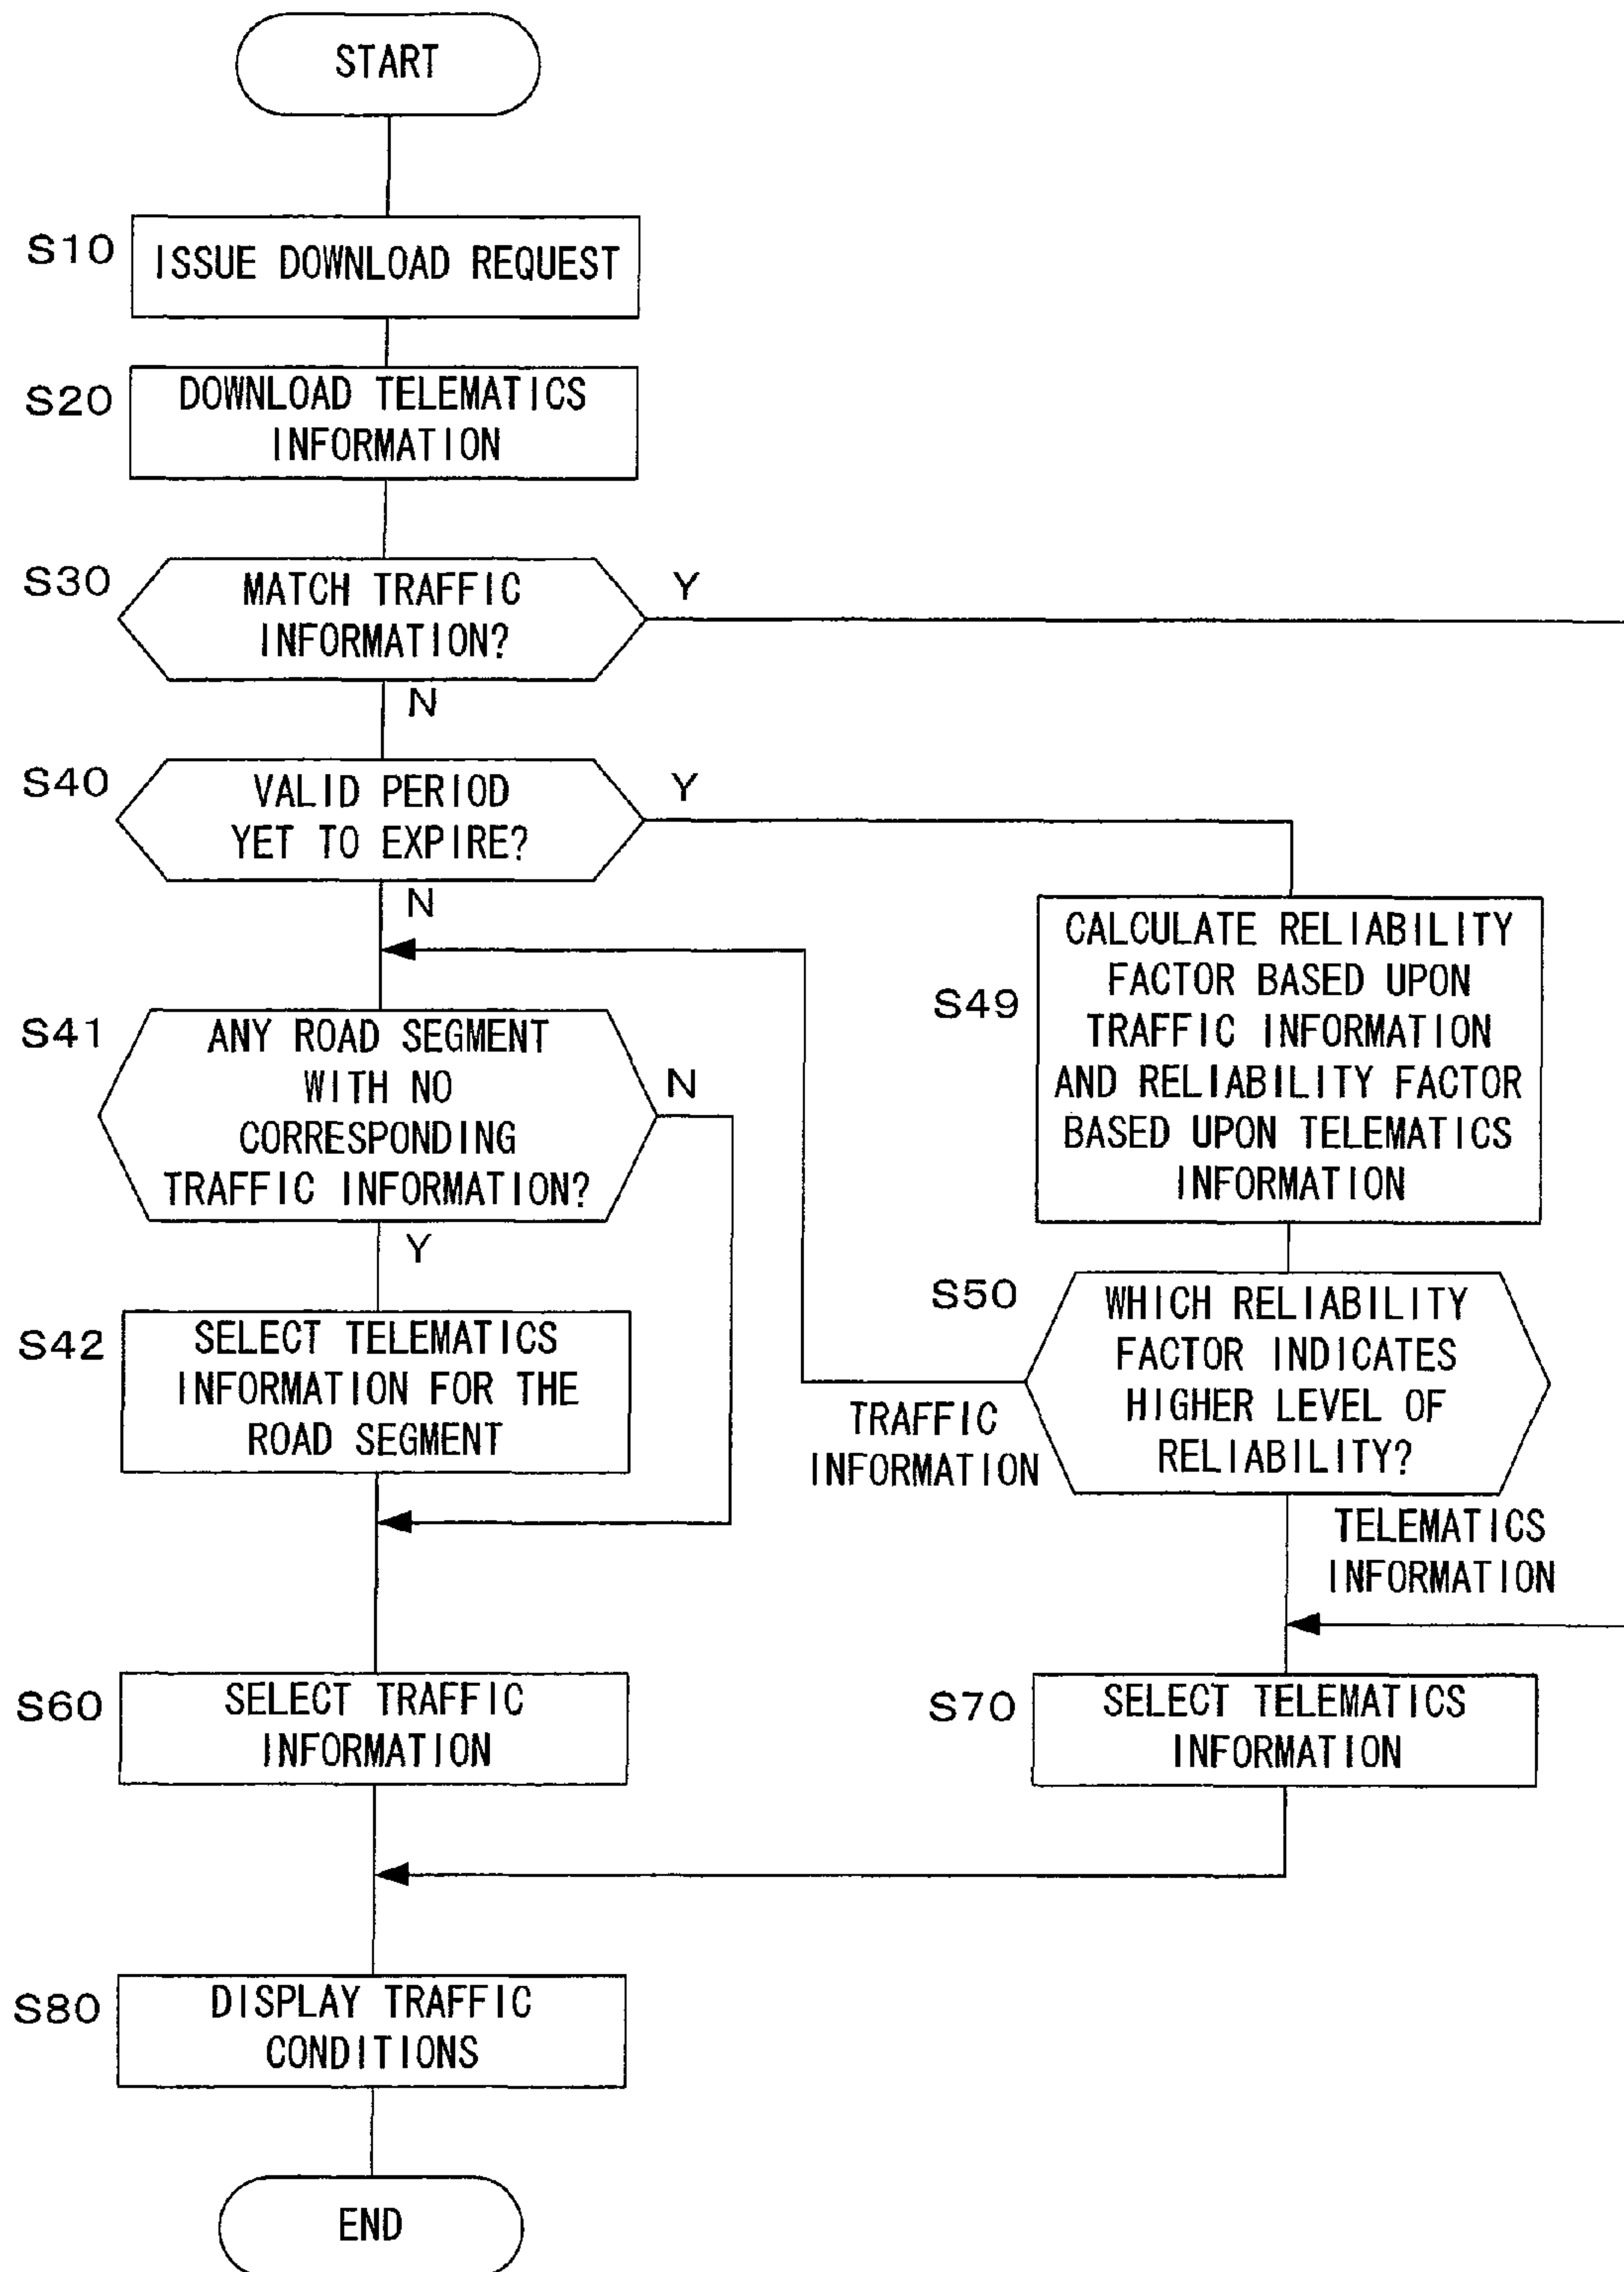 START
S10
ISSUE DOWNLOAD REQUEST
S20
DOWNLOAD TELEMATICS
INFORMATION
S30
MATCH TRAFFIC
INFORMATION?
Y
N
S40
VALID PERIOD
YET TO EXPIRE?
Y
N
S41
ANY ROAD SEGMENT
WITH NO
CORRESPONDING
TRAFFIC INFORMATION?
N
Y
S42
SELECT TELEMATICS
INFORMATION FOR THE
ROAD SEGMENT
S49
CALCULATE RELIABILITY
FACTOR BASED UPON
TRAFFIC INFORMATION
AND RELIABILITY FACTOR
BASED UPON TELEMATICS
INFORMATION
S50
WHICH RELIABILITY
FACTOR INDICATES
HIGHER LEVEL OF
RELIABILITY?
TRAFFIC
INFORMATION
TELEMATICS
INFORMATION
S60
SELECT TRAFFIC
INFORMATION
S70
SELECT TELEMATICS
INFORMATION
S80
DISPLAY TRAFFIC
CONDITIONS
END